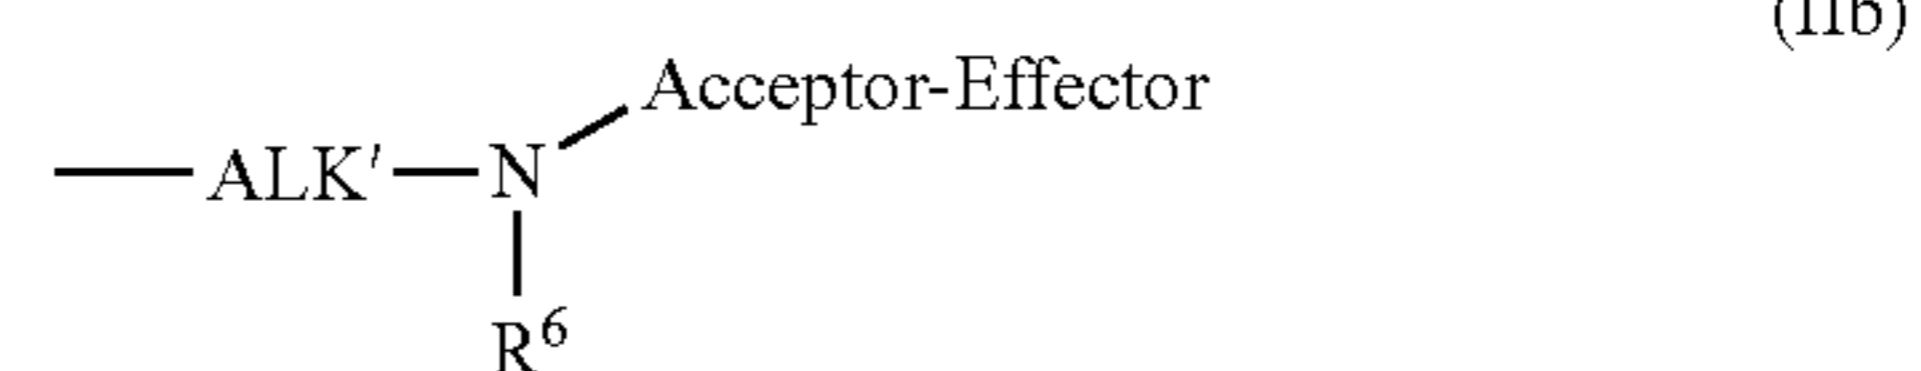 (IIb)
Acceptor-Effector
ALK′—N
R⁶